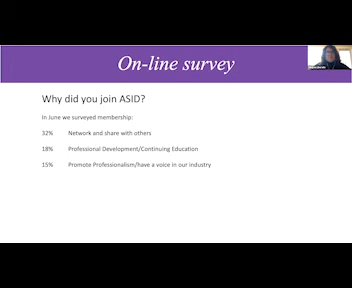 On-line survey
Why did you join ASID?
In June we surveyed membership:
32% Network and share with others
18% Professional Development/Continuing Education
15% Promote Professionalism/have a voice in our industry